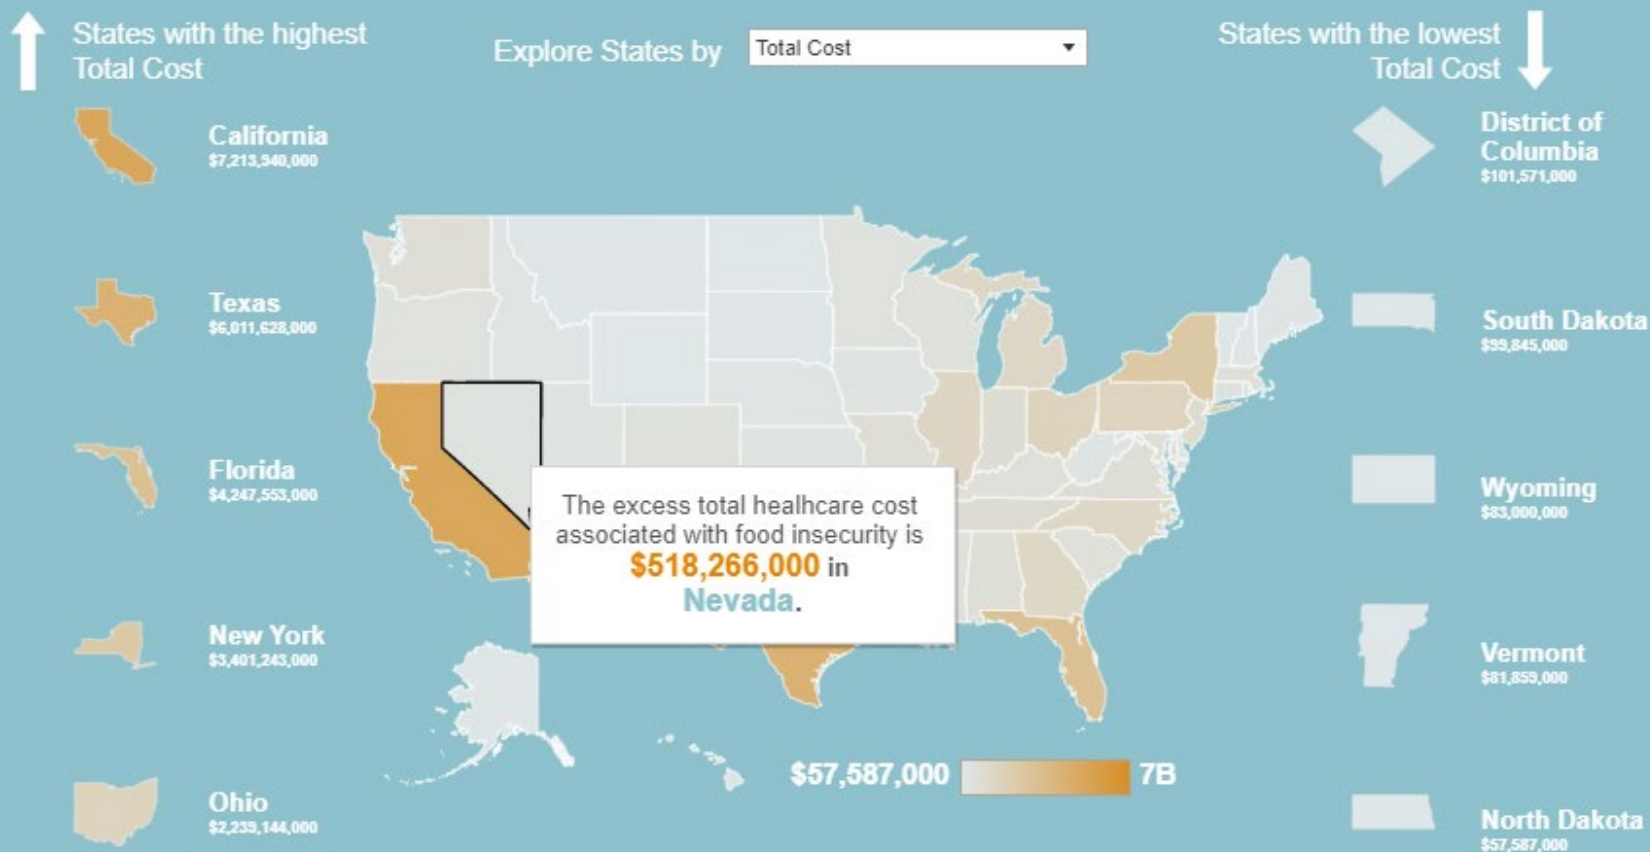 States with the highest
Total Cost
Explore States by
Total Cost
States with the lowest
Total Cost
California
$7,213,940,000
Texas
$6,011,628,000
Florida
$4,247,553,000
New York
$3,401,243,000
Ohio
$2,239,144,000
The excess total healhcare cost
associated with food insecurity is
$518,266,000 in
Nevada.
$57,587,000
7B
District of
Columbia
$101,571,000
South Dakota
$99,845,000
Wyoming
$83,000,000
Vermont
$81,859,000
North Dakota
$57,587,000